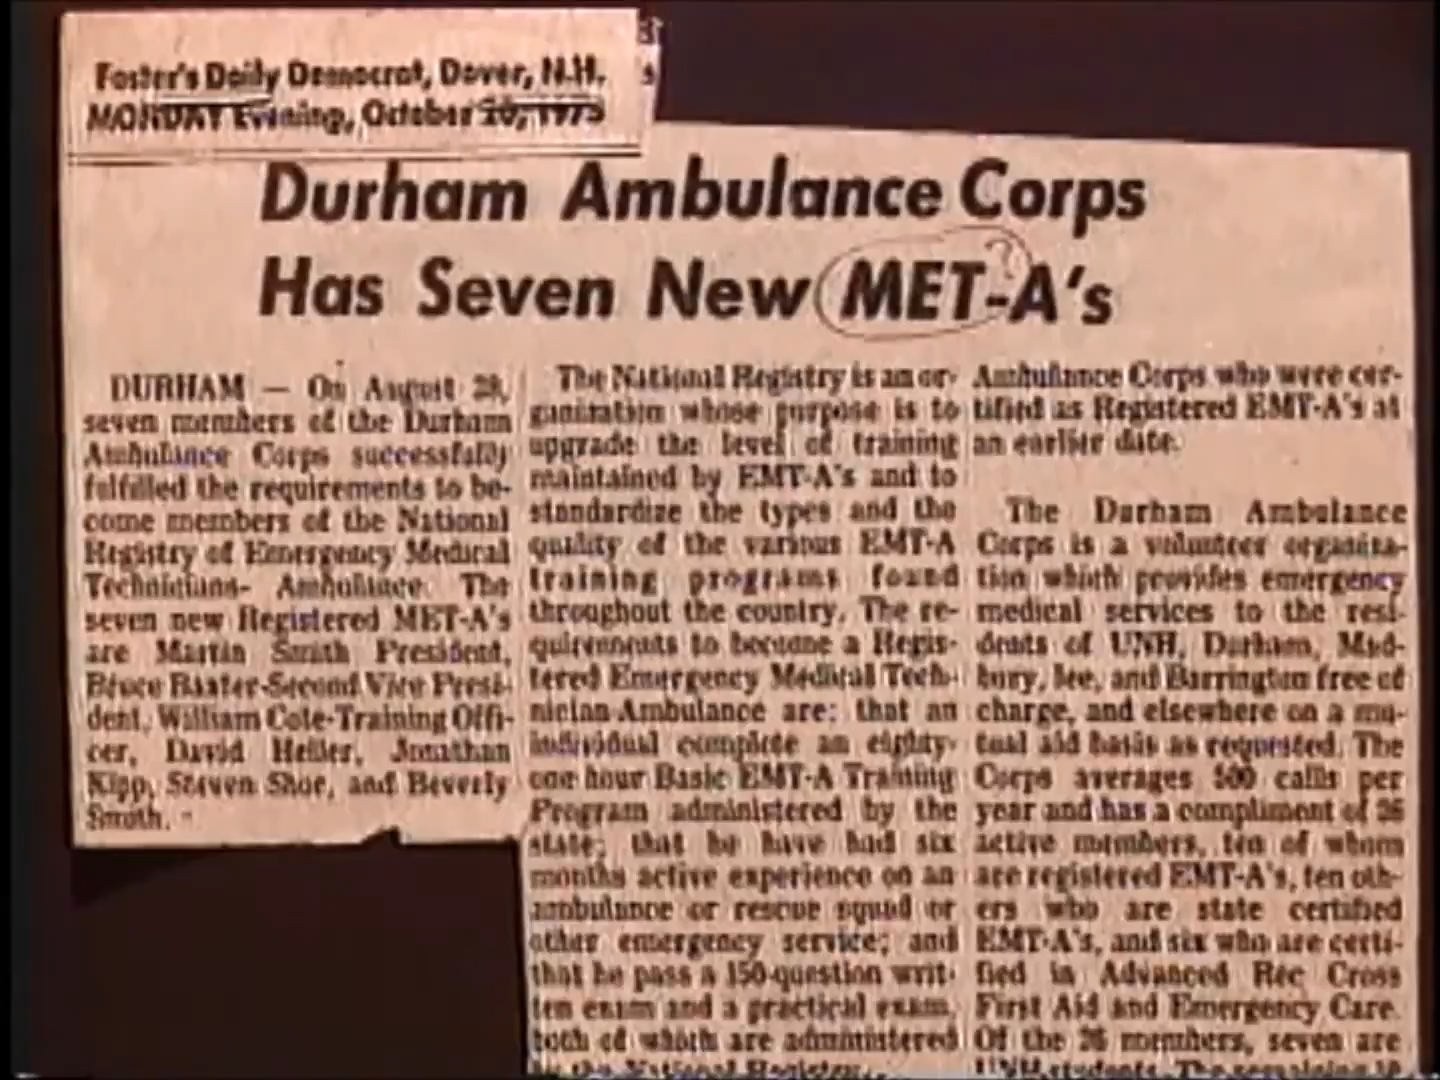 Foster's Daily Democrat, Dover, N.H.
MONDAY Evening, October 20, 1975
Durham Ambulance Corps
Has Seven New MET-A's
?
DURHAM — On August 28,
seven members of the Durham
Ambulance Corps successfully
fulfilled the requirements to be-
come members of the National
Registry of Emergency Medical
Technicians- Ambulance. The
seven new Registered MET-A's
are Martin Smith President,
Bruce Baxter-Second Vice Presi-
dent, William Cote-Training Offi-
cer, David Heller, Jonathan
Kipp, Steven Shor, and Beverly
Smith.
The National Registry is an or-
ganization whose purpose is to
upgrade the level of training
maintained by EMT-A's and to
standardize the types and the
quality of the various EMT-A
training programs found
throughout the country. The re-
quirements to become a Regis-
tered Emergency Medical Tech-
nician-Ambulance are: that an
individual complete an eighty-
one hour Basic EMT-A Training
Program administered by the
state; that he have had six
months active experience on an
ambulance or rescue squad or
other emergency service; and
that he pass a 150-question writ-
ten exam and a practical exam,
both of which are administered
by the National Registry.
Ambulance Corps who were cer-
tified as Registered EMT-A's at
an earlier date.
The Durham Ambulance
Corps is a volunteer organiza-
tion which provides emergency
medical services to the resi-
dents of UNH, Durham, Mad-
bury, Lee, and Barrington free of
charge, and elsewhere on a mu-
tual aid basis as requested. The
Corps averages 500 calls per
year and has a compliment of 26
active members, ten of whom
are registered EMT-A's, ten oth-
ers who are state certified
EMT-A's, and six who are certi-
fied in Advanced Rec Cross
First Aid and Emergency Care.
Of the 26 members, seven are
UNH students. The remaining